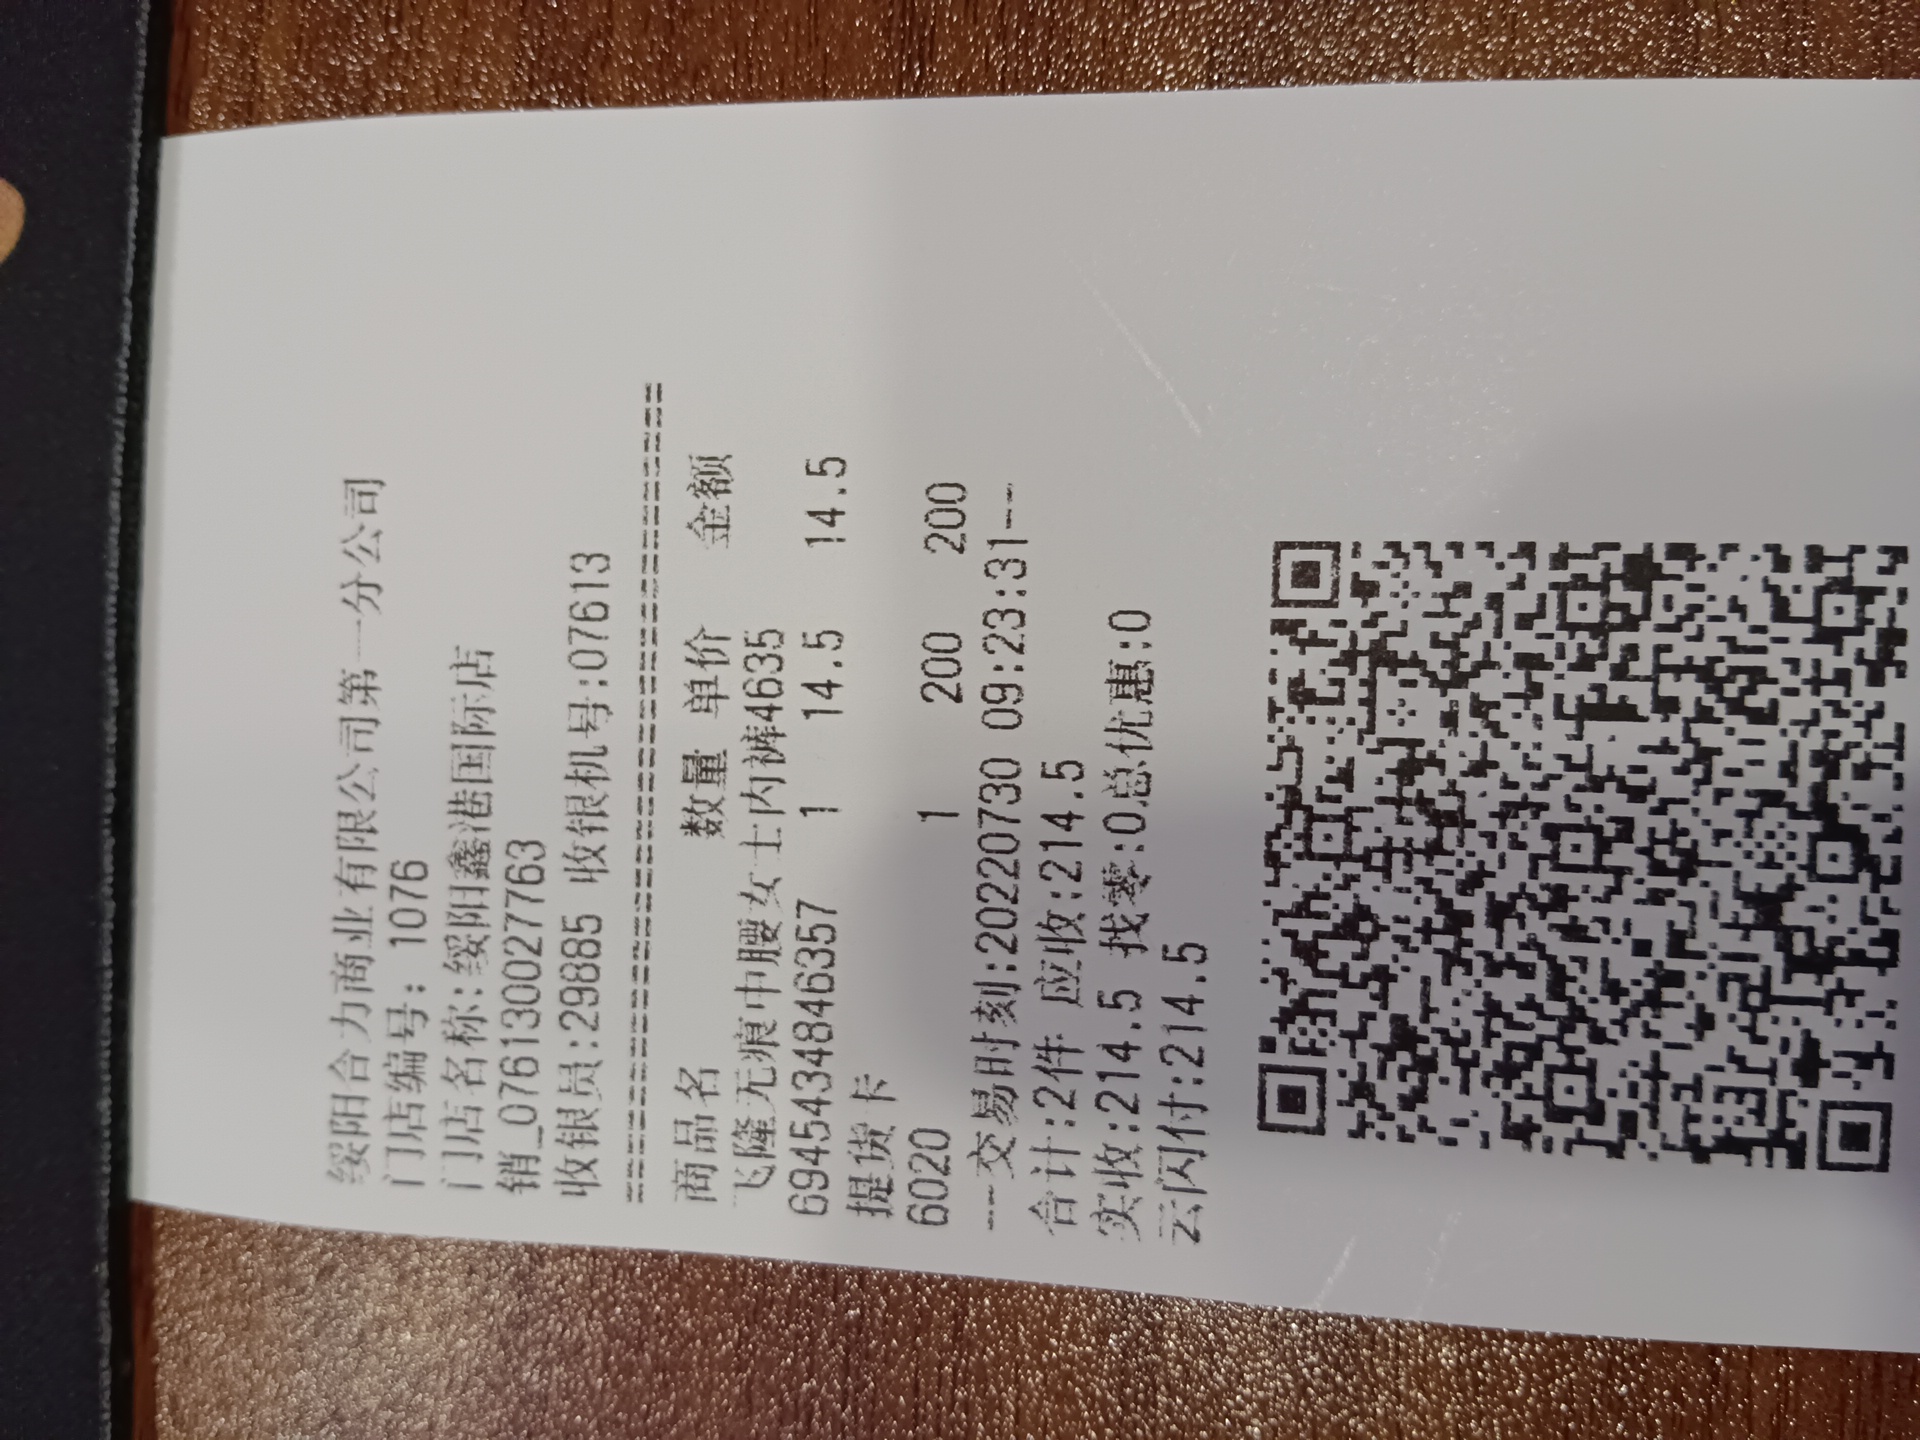 绥阳合力商业有限公司第一分公司
门店编号: 1076
门店名称:绥阳鑫港国际店
销_0761300277​63
收银员:29885 收银机号:07613
========================================
商品名 数量 单价 金额
飞隆无痕中腰女士内裤4635
6945434846357 1 14.5 14.5
提货卡
6020 1 200 200
---交易时刻:20220730 09:23:31---
合计:2件 应收:214.5
实收:214.5 找零:0总优惠:0
云闪付:214.5